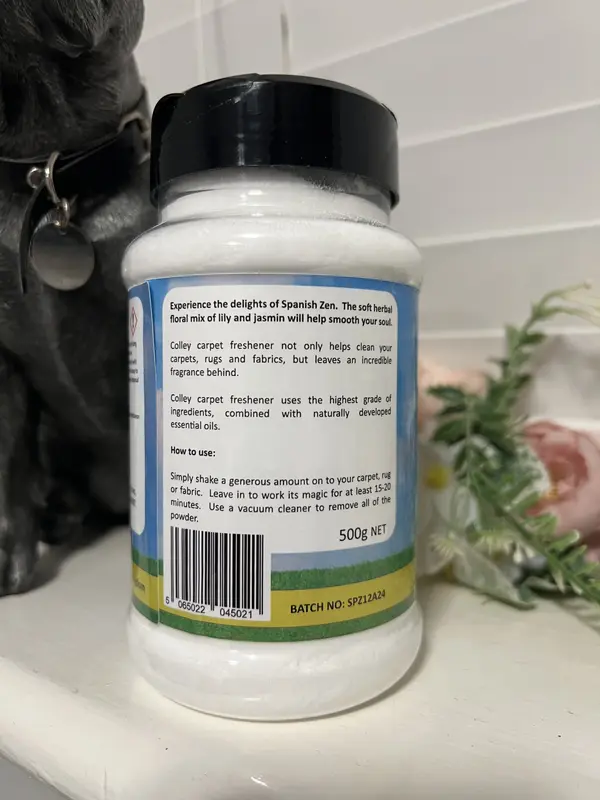 Experience the delights of Spanish Zen. The soft herbal
floral mix of lily and jasmin will help smooth your soul.
Colley carpet freshener not only helps clean your
carpets, rugs and fabrics, but leaves an incredible
fragrance behind.
Colley carpet freshener uses the highest grade of
ingredients, combined with naturally developed
essential oils.
How to use:
Simply shake a generous amount on to your carpet, rug
or fabric. Leave in to work its magic for at least 15-20
minutes. Use a vacuum cleaner to remove all of the
powder.
500g NET
5 065022 045021
BATCH NO: SPZ12A24